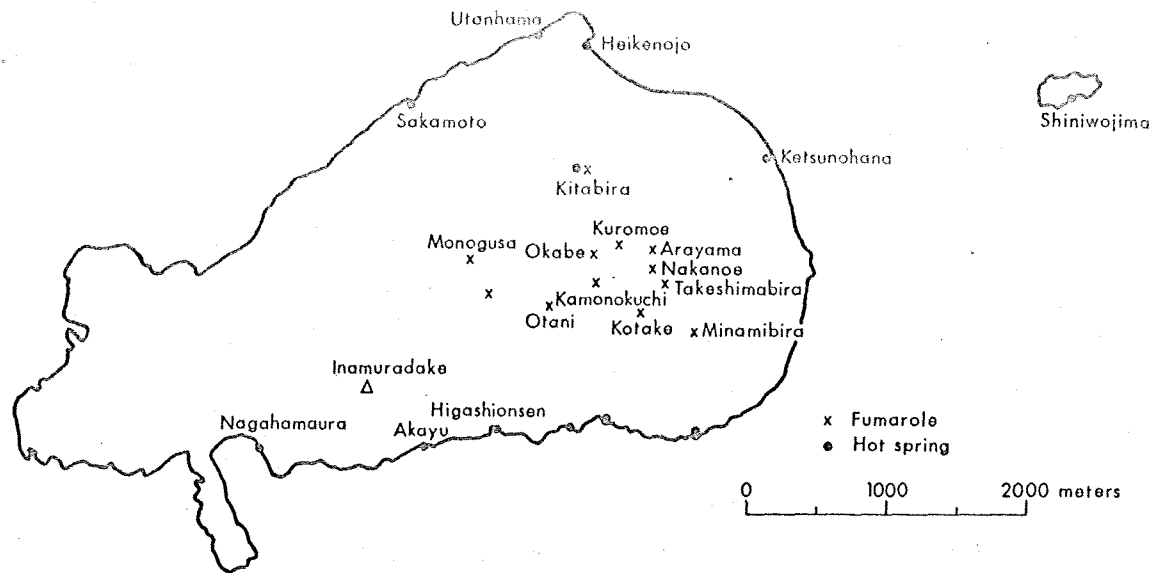 Utanhama
Heikenojo
Sakamoto
Shiniwojima
Ketsunohana
Kitabira
Kuromoe
Monogusa
Okabe
Arayama
Nakanoe
Takeshimabira
Kamonokuchi
Otani
Kotake
Minamibira
Inamuradake
Nagahamaura
Higashionsen
Akayu
x Fumarole
Hot spring
0 1000 2000 meters